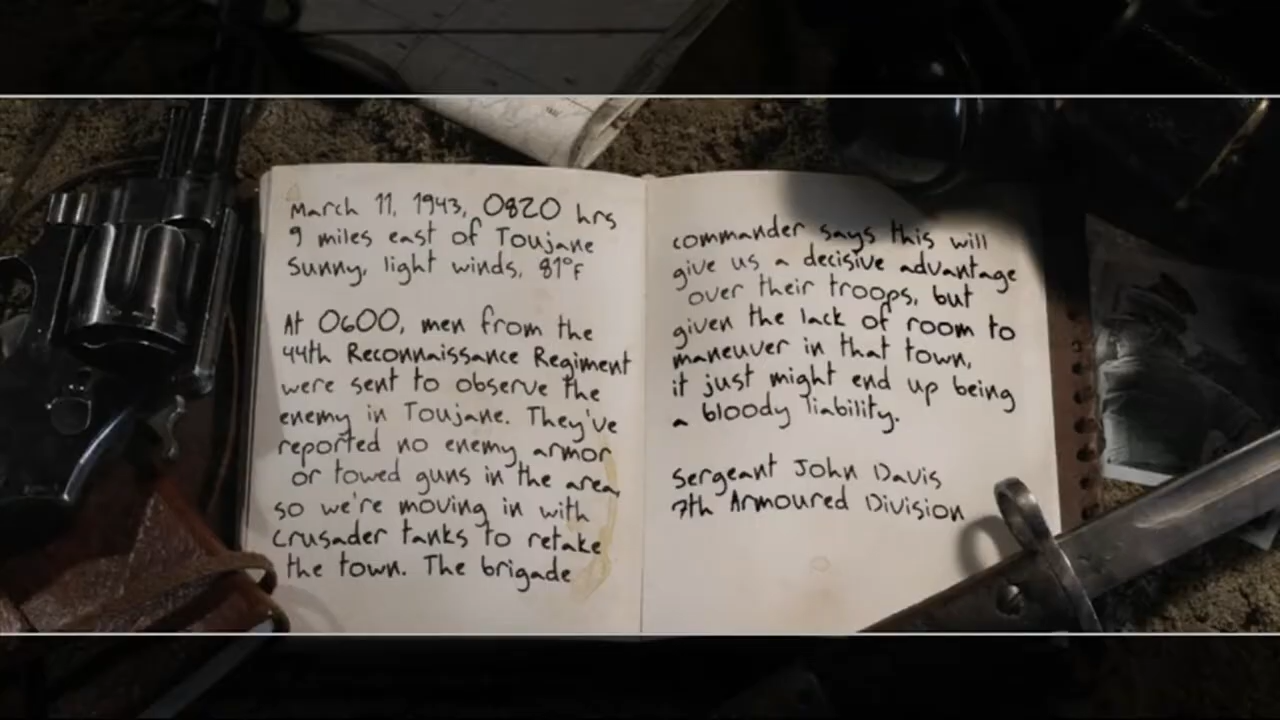 March 11, 1943, 0820 hrs
9 miles east of Toujane
Sunny, light winds, 81°F
At 0600, men from the
44th Reconnaissance Regiment
were sent to observe the
enemy in Toujane. They've
reported no enemy armor
or towed guns in the area,
so we're moving in with
Crusader tanks to retake
the town. The brigade
commander says this will
give us a decisive advantage
over their troops, but
given the lack of room to
maneuver in that town,
it just might end up being
a bloody liability.
Sergeant John Davis
7th Armoured Division